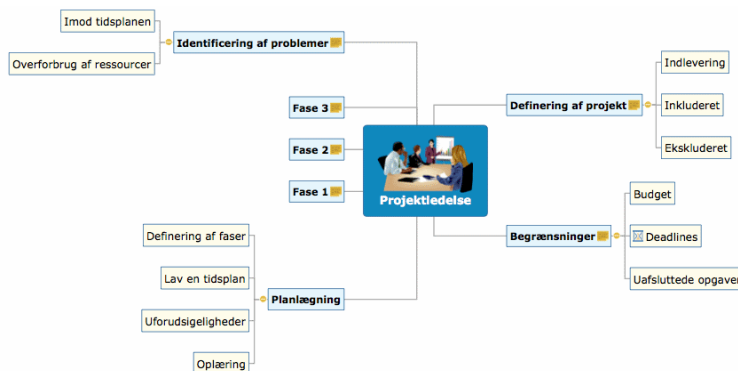 Imod tidsplanen
Overforbrug af ressourcer
Identificering af problemer
Fase 3
Fase 2
Fase 1
Definering af faser
Lav en tidsplan
Uforudsigeligheder
Oplæring
Planlægning
Projektledelse
Definering af projekt
Indlevering
Inkluderet
Ekskluderet
Begrænsninger
Budget
Deadlines
Uafsluttede opgaver